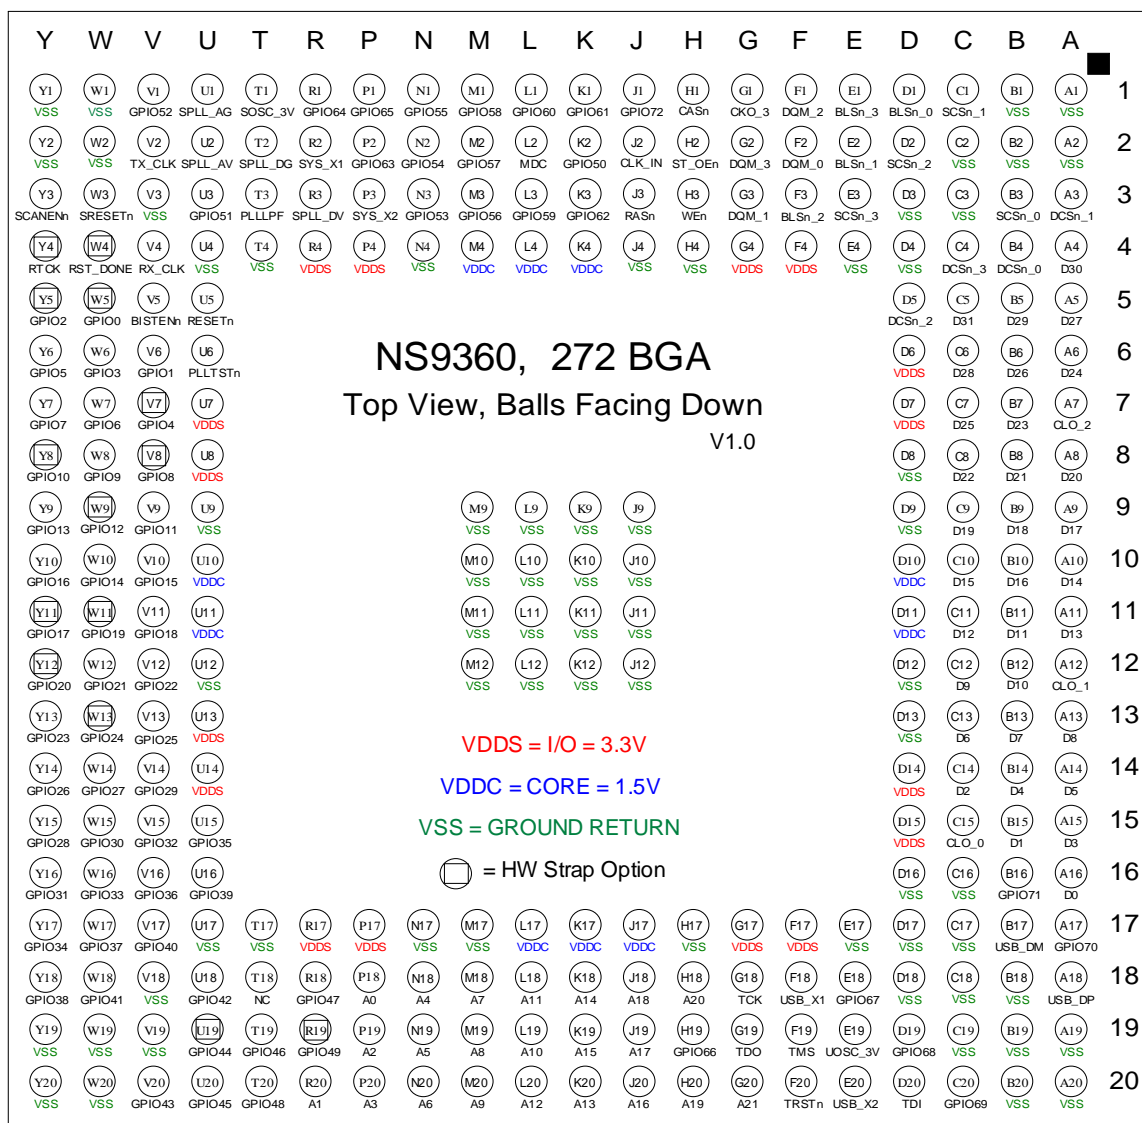 Y W V U T R P N M L K J H G F E D C B A
Y1 W1 V1 U1 T1 R1 P1 N1 M1 L1 K1 J1 H1 G1 F1 E1 D1 C1 B1 A1 1
VSS VSS GPIO52 SPLL_AG SOSC_3V GPIO64 GPIO65 GPIO55 GPIO58 GPIO60 GPIO61 GPIO72 CASn CKO_3 DQM_2 BLSn_3 BLSn_0 SCSn_1 VSS VSS
Y2 W2 V2 U2 T2 R2 P2 N2 M2 L2 K2 J2 H2 G2 F2 E2 D2 C2 B2 A2 2
VSS VSS TX_CLK SPLL_AV SPLL_DG SYS_X1 GPIO63 GPIO54 GPIO57 MDC GPIO50 CLK_IN ST_OEn DQM_3 DQM_0 BLSn_1 SCSn_2 VSS VSS VSS
Y3 W3 V3 U3 T3 R3 P3 N3 M3 L3 K3 J3 H3 G3 F3 E3 D3 C3 B3 A3 3
SCANENn SRESETn VSS GPIO51 PLLLPF SPLL_DV SYS_X2 GPIO53 GPIO56 GPIO59 GPIO62 RASn WEn DQM_1 BLSn_2 SCSn_3 VSS VSS SCSn_0 DCSn_1
Y4 W4 V4 U4 T4 R4 P4 N4 M4 L4 K4 J4 H4 G4 F4 E4 D4 C4 B4 A4 4
RTCK RST_DONE RX_CLK VSS VSS VDDS VDDS VSS VDDC VDDC VDDC VSS VSS VDDS VDDS VSS VSS DCSn_3 DCSn_0 D30
Y5 W5 V5 U5 D5 C5 B5 A5 5
GPIO2 GPIO0 BISTENn RESETn DCSn_2 D31 D29 D27
NS9360, 272 BGA
Y6 W6 V6 U6 D6 C6 B6 A6 6
GPIO5 GPIO3 GPIO1 PLLTSTn VDDS D28 D26 D24
Top View, Balls Facing Down
Y7 W7 V7 U7 D7 C7 B7 A7 7
GPIO7 GPIO6 GPIO4 VDDS VDDS D25 D23 CLO_2
V1.0
Y8 W8 V8 U8 D8 C8 B8 A8 8
GPIO10 GPIO9 GPIO8 VDDS VSS D22 D21 D20
Y9 W9 V9 U9 M9 L9 K9 J9 D9 C9 B9 A9 9
GPIO13 GPIO12 GPIO11 VSS VSS VSS VSS VSS VSS D19 D18 D17
Y10 W10 V10 U10 M10 L10 K10 J10 D10 C10 B10 A10 10
GPIO16 GPIO14 GPIO15 VDDC VSS VSS VSS VSS VDDC D15 D16 D14
Y11 W11 V11 U11 M11 L11 K11 J11 D11 C11 B11 A11 11
GPIO17 GPIO19 GPIO18 VDDC VSS VSS VSS VSS VDDC D12 D11 D13
Y12 W12 V12 U12 M12 L12 K12 J12 D12 C12 B12 A12 12
GPIO20 GPIO21 GPIO22 VSS VSS VSS VSS VSS VSS D9 D10 CLO_1
Y13 W13 V13 U13 D13 C13 B13 A13 13
GPIO23 GPIO24 GPIO25 VDDS VSS D6 D7 D8
VDDS = I/O = 3.3V
Y14 W14 V14 U14 D14 C14 B14 A14 14
GPIO26 GPIO27 GPIO29 VDDS VDDS D2 D4 D5
VDDC = CORE = 1.5V
Y15 W15 V15 U15 D15 C15 B15 A15 15
GPIO28 GPIO30 GPIO32 GPIO35 VDDS CLO_0 D1 D3
VSS = GROUND RETURN
Y16 W16 V16 U16 D16 C16 B16 A16 16
GPIO31 GPIO33 GPIO36 GPIO39 VSS VSS GPIO71 D0
= HW Strap Option
Y17 W17 V17 U17 T17 R17 P17 N17 M17 L17 K17 J17 H17 G17 F17 E17 D17 C17 B17 A17 17
GPIO34 GPIO37 GPIO40 VSS VSS VDDS VDDS VSS VSS VDDC VDDC VDDC VSS VDDS VDDS VSS VSS VSS USB_DM GPIO70
Y18 W18 V18 U18 T18 R18 P18 N18 M18 L18 K18 J18 H18 G18 F18 E18 D18 C18 B18 A18 18
GPIO38 GPIO41 VSS GPIO42 NC GPIO47 A0 A4 A7 A11 A14 A18 A20 TCK USB_X1 GPIO67 VSS VSS VSS USB_DP
Y19 W19 V19 U19 T19 R19 P19 N19 M19 L19 K19 J19 H19 G19 F19 E19 D19 C19 B19 A19 19
VSS VSS VSS GPIO44 GPIO46 GPIO49 A2 A5 A8 A10 A15 A17 GPIO66 TDO TMS UOSC_3V GPIO68 VSS VSS VSS
Y20 W20 V20 U20 T20 R20 P20 N20 M20 L20 K20 J20 H20 G20 F20 E20 D20 C20 B20 A20 20
VSS VSS GPIO43 GPIO45 GPIO48 A1 A3 A6 A9 A12 A13 A16 A19 A21 TRSTn USB_X2 TDI GPIO69 VSS VSS